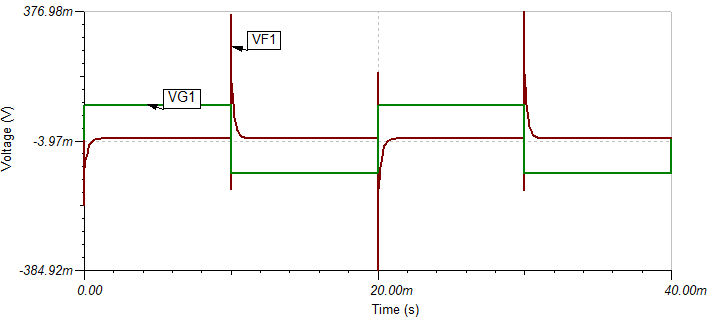 376.98m
VF1
VG1
Voltage (V)
-3.97m
-384.92m
0.00 20.00m 40.00m
Time (s)